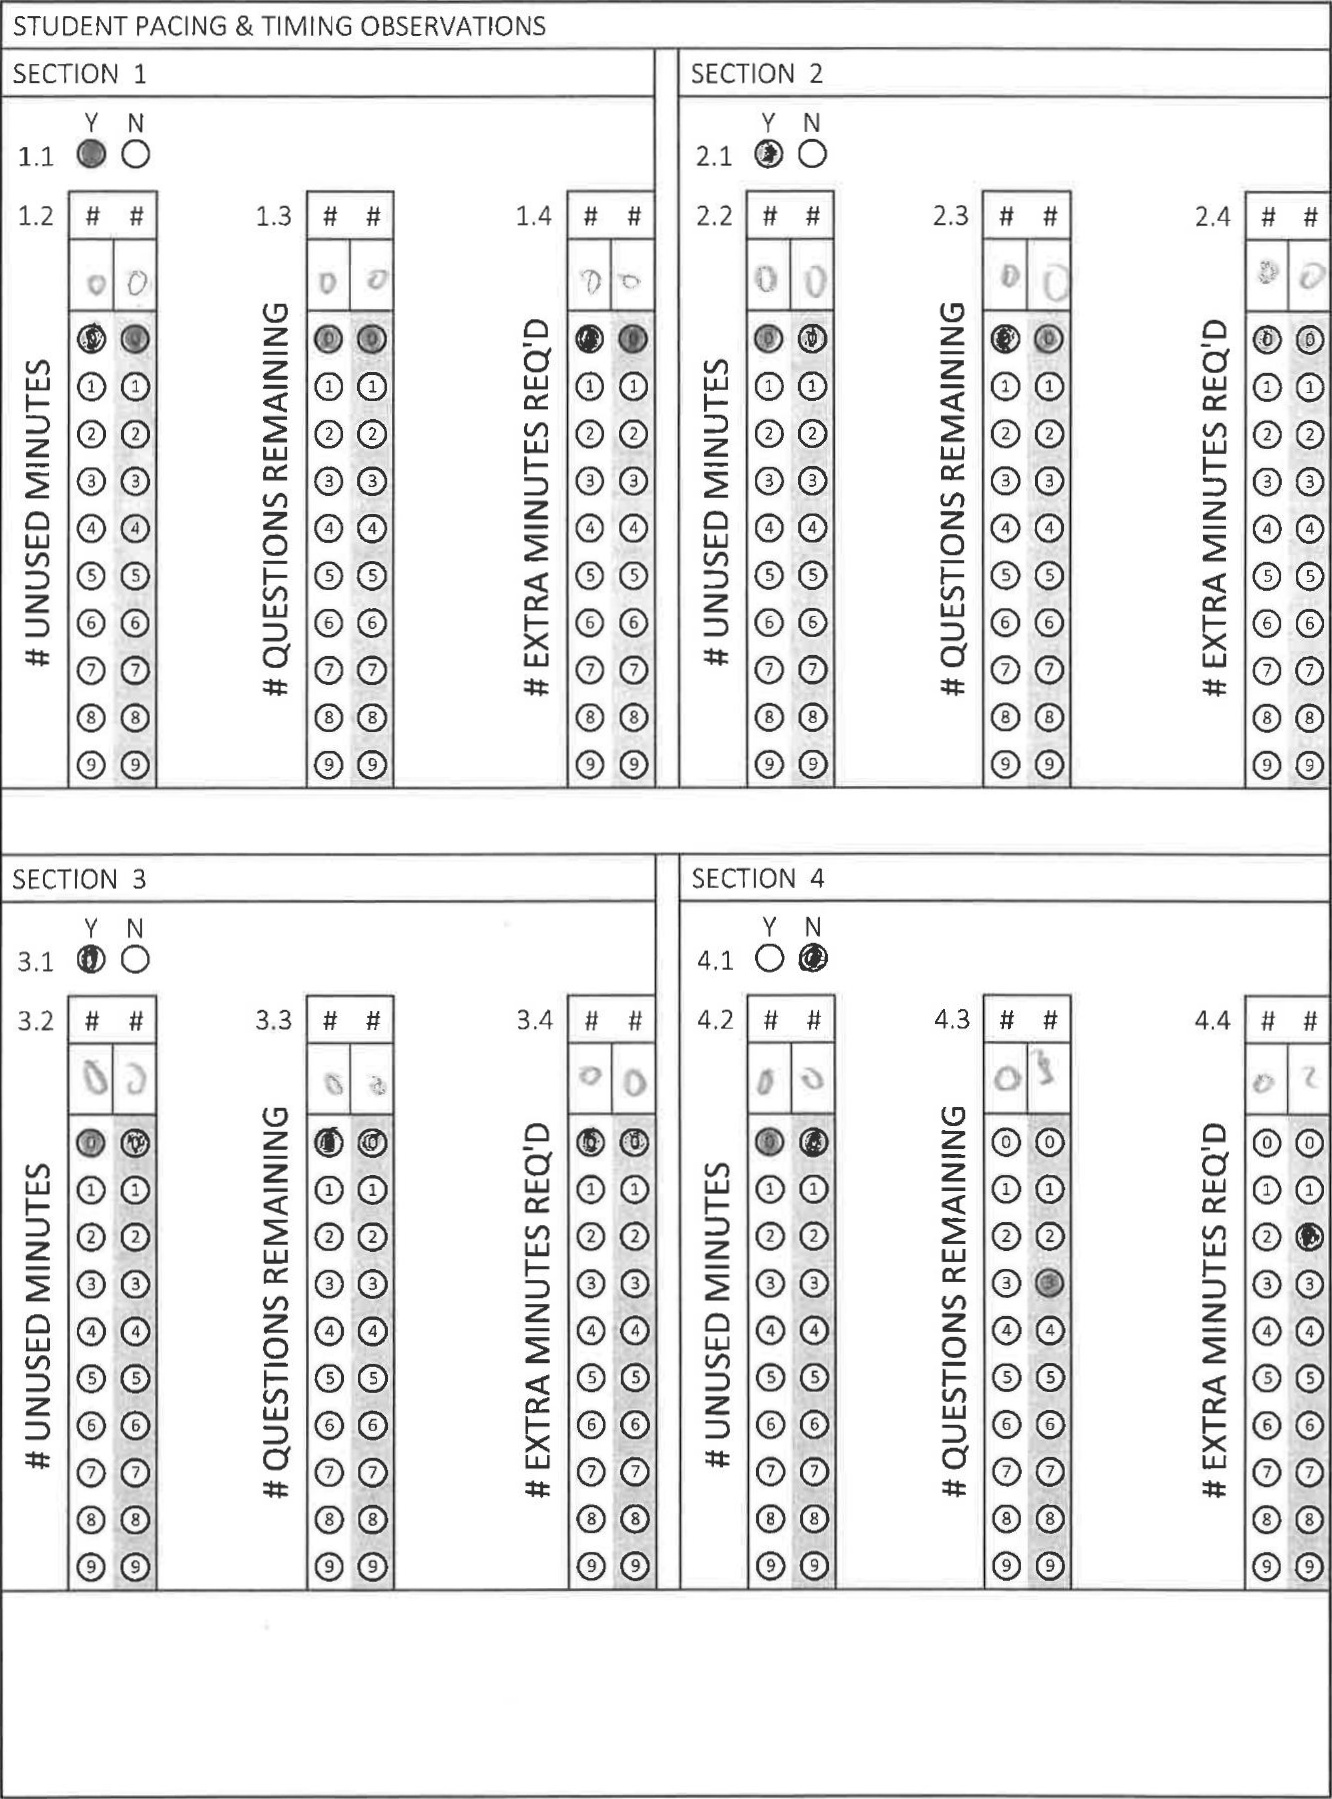 STUDENT PACING & TIMING OBSERVATIONS
SECTION 1
Y N
1.1
1.2 # # 1.3 # # 1.4 # #
0 0 0 0 0 0
# UNUSED MINUTES
# QUESTIONS REMAINING
# EXTRA MINUTES REQ'D
0 0 0 0 0 0
1 1 1 1 1 1
2 2 2 2 2 2
3 3 3 3 3 3
4 4 4 4 4 4
5 5 5 5 5 5
6 6 6 6 6 6
7 7 7 7 7 7
8 8 8 8 8 8
9 9 9 9 9 9
SECTION 2
Y N
2.1
2.2 # # 2.3 # # 2.4 # #
0 0 0 0 0 0
# UNUSED MINUTES
# QUESTIONS REMAINING
# EXTRA MINUTES REQ'D
0 0 0 0 0 0
1 1 1 1 1 1
2 2 2 2 2 2
3 3 3 3 3 3
4 4 4 4 4 4
5 5 5 5 5 5
6 6 6 6 6 6
7 7 7 7 7 7
8 8 8 8 8 8
9 9 9 9 9 9
SECTION 3
Y N
3.1
3.2 # # 3.3 # # 3.4 # #
0 0 0 0 0 0
# UNUSED MINUTES
# QUESTIONS REMAINING
# EXTRA MINUTES REQ'D
0 0 0 0 0 0
1 1 1 1 1 1
2 2 2 2 2 2
3 3 3 3 3 3
4 4 4 4 4 4
5 5 5 5 5 5
6 6 6 6 6 6
7 7 7 7 7 7
8 8 8 8 8 8
9 9 9 9 9 9
SECTION 4
Y N
4.1
4.2 # # 4.3 # # 4.4 # #
0 0 0 3 0 2
# UNUSED MINUTES
# QUESTIONS REMAINING
# EXTRA MINUTES REQ'D
0 0 0 0 0 0
1 1 1 1 1 1
2 2 2 2 2
3 3 3 3 3 3
4 4 4 4 4 4
5 5 5 5 5 5
6 6 6 6 6 6
7 7 7 7 7 7
8 8 8 8 8 8
9 9 9 9 9 9